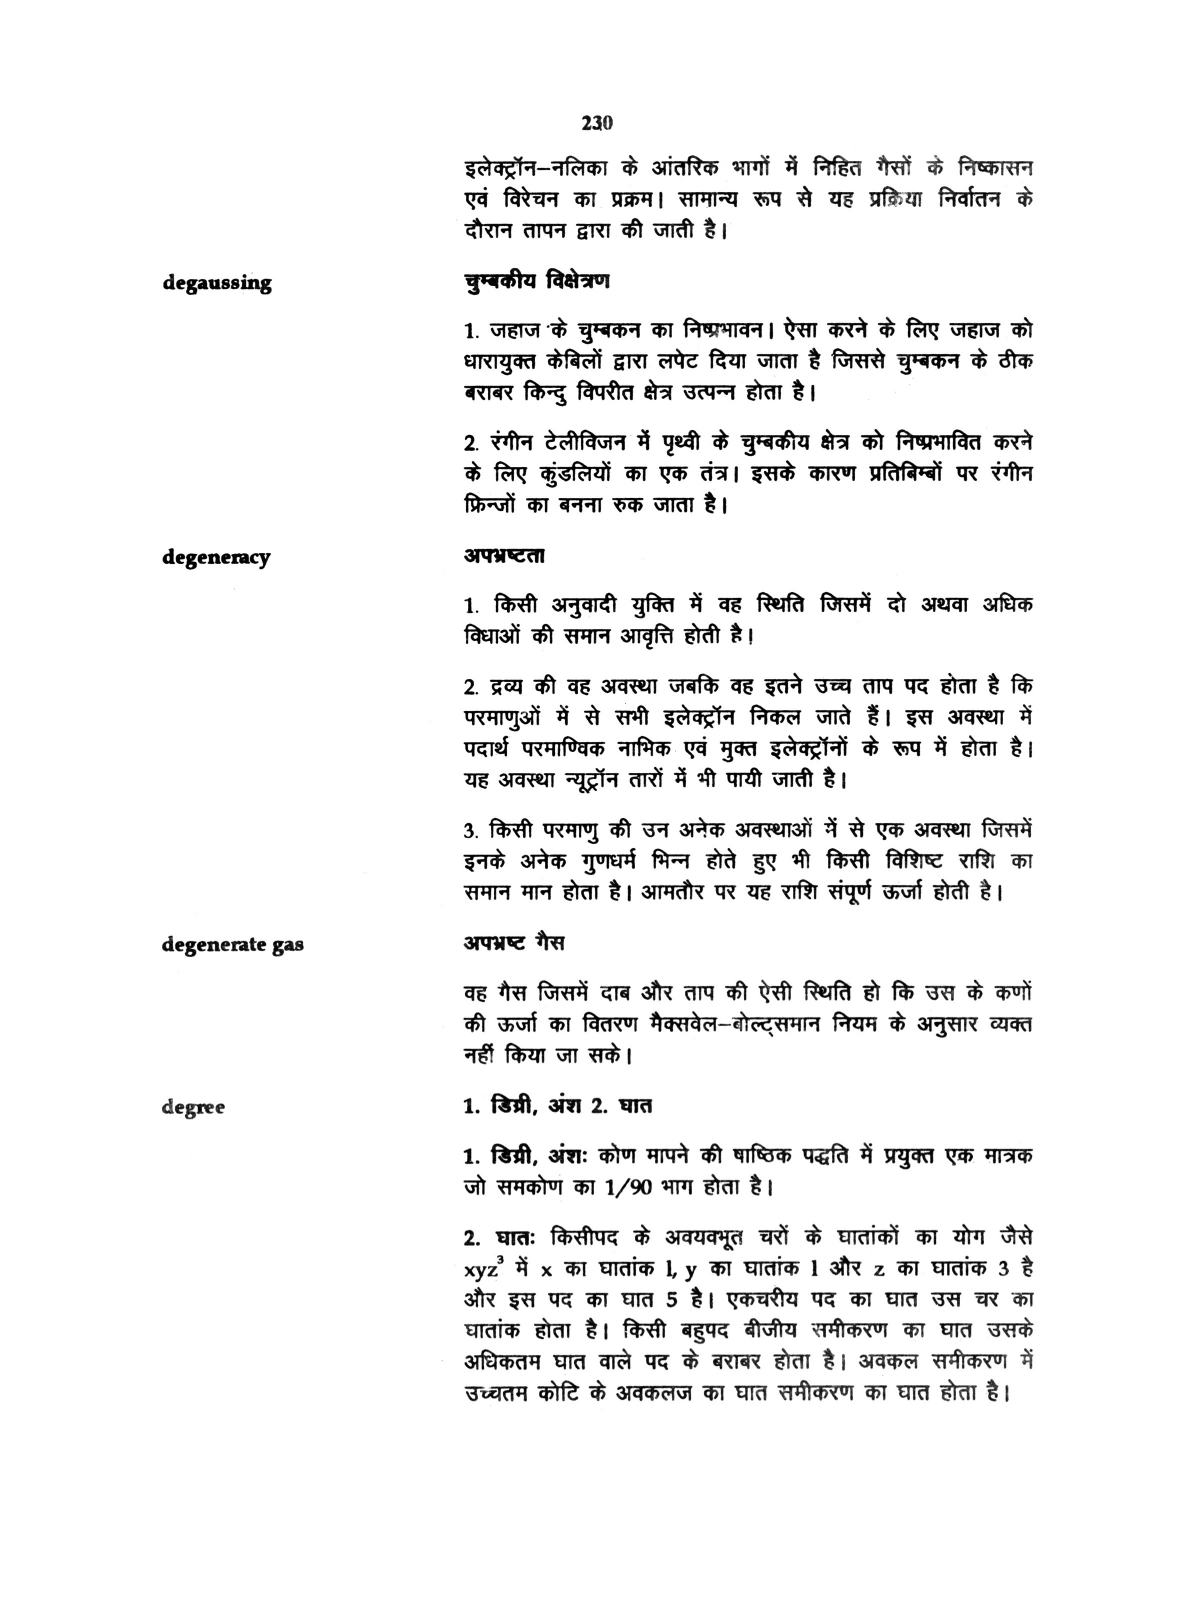 230
इलेक्ट्रॉन–नलिका के आंतरिक भागों में निहित गैसों के निष्कासन
एवं विरेचन का प्रक्रम। सामान्य रूप से यह प्रक्रिया निर्वातन के
दौरान तापन द्वारा की जाती है।
degaussing चुम्बकीय विक्षेत्रण
1. जहाज के चुम्बकन का निष्प्रभावन। ऐसा करने के लिए जहाज को
धारायुक्त केबिलों द्वारा लपेट दिया जाता है जिससे चुम्बकन के ठीक
बराबर किन्दु विपरीत क्षेत्र उत्पन्न होता है।
2. रंगीन टेलीविजन में पृथ्वी के चुम्बकीय क्षेत्र को निष्प्रभावित करने
के लिए कुंडलियों का एक तंत्र। इसके कारण प्रतिबिम्बों पर रंगीन
फ्रिन्जों का बनना रुक जाता है।
degeneracy अपभ्रष्टता
1. किसी अनुवादी युक्ति में वह स्थिति जिसमें दो अथवा अधिक
विधाओं की समान आवृत्ति होती है।
2. द्रव्य की वह अवस्था जबकि वह इतने उच्च ताप पद होता है कि
परमाणुओं में से सभी इलेक्ट्रॉन निकल जाते हैं। इस अवस्था में
पदार्थ परमाण्विक नाभिक एवं मुक्त इलेक्ट्रॉनों के रूप में होता है।
यह अवस्था न्यूट्रॉन तारों में भी पायी जाती है।
3. किसी परमाणु की उन अनेक अवस्थाओं में से एक अवस्था जिसमें
इनके अनेक गुणधर्म भिन्न होते हुए भी किसी विशिष्ट राशि का
समान मान होता है। आमतौर पर यह राशि संपूर्ण ऊर्जा होती है।
degenerate gas अपभ्रष्ट गैस
वह गैस जिसमें दाब और ताप की ऐसी स्थिति हो कि उस के कणों
की ऊर्जा का वितरण मैक्सवेल–बोल्ट्समान नियम के अनुसार व्यक्त
नहीं किया जा सके।
degree 1. डिग्री, अंश 2. घात
1. डिग्री, अंशः कोण मापने की षाष्ठिक पद्धति में प्रयुक्त एक मात्रक
जो समकोण का 1/90 भाग होता है।
2. घातः किसीपद के अवयवभूत चरों के घातांकों का योग जैसे
xyz³ में x का घातांक 1, y का घातांक 1 और z का घातांक 3 है
और इस पद का घात 5 है। एकचरीय पद का घात उस चर का
घातांक होता है। किसी बहुपद बीजीय समीकरण का घात उसके
अधिकतम घात वाले पद के बराबर होता है। अवकल समीकरण में
उच्चतम कोटि के अवकलज का घात समीकरण का घात होता है।